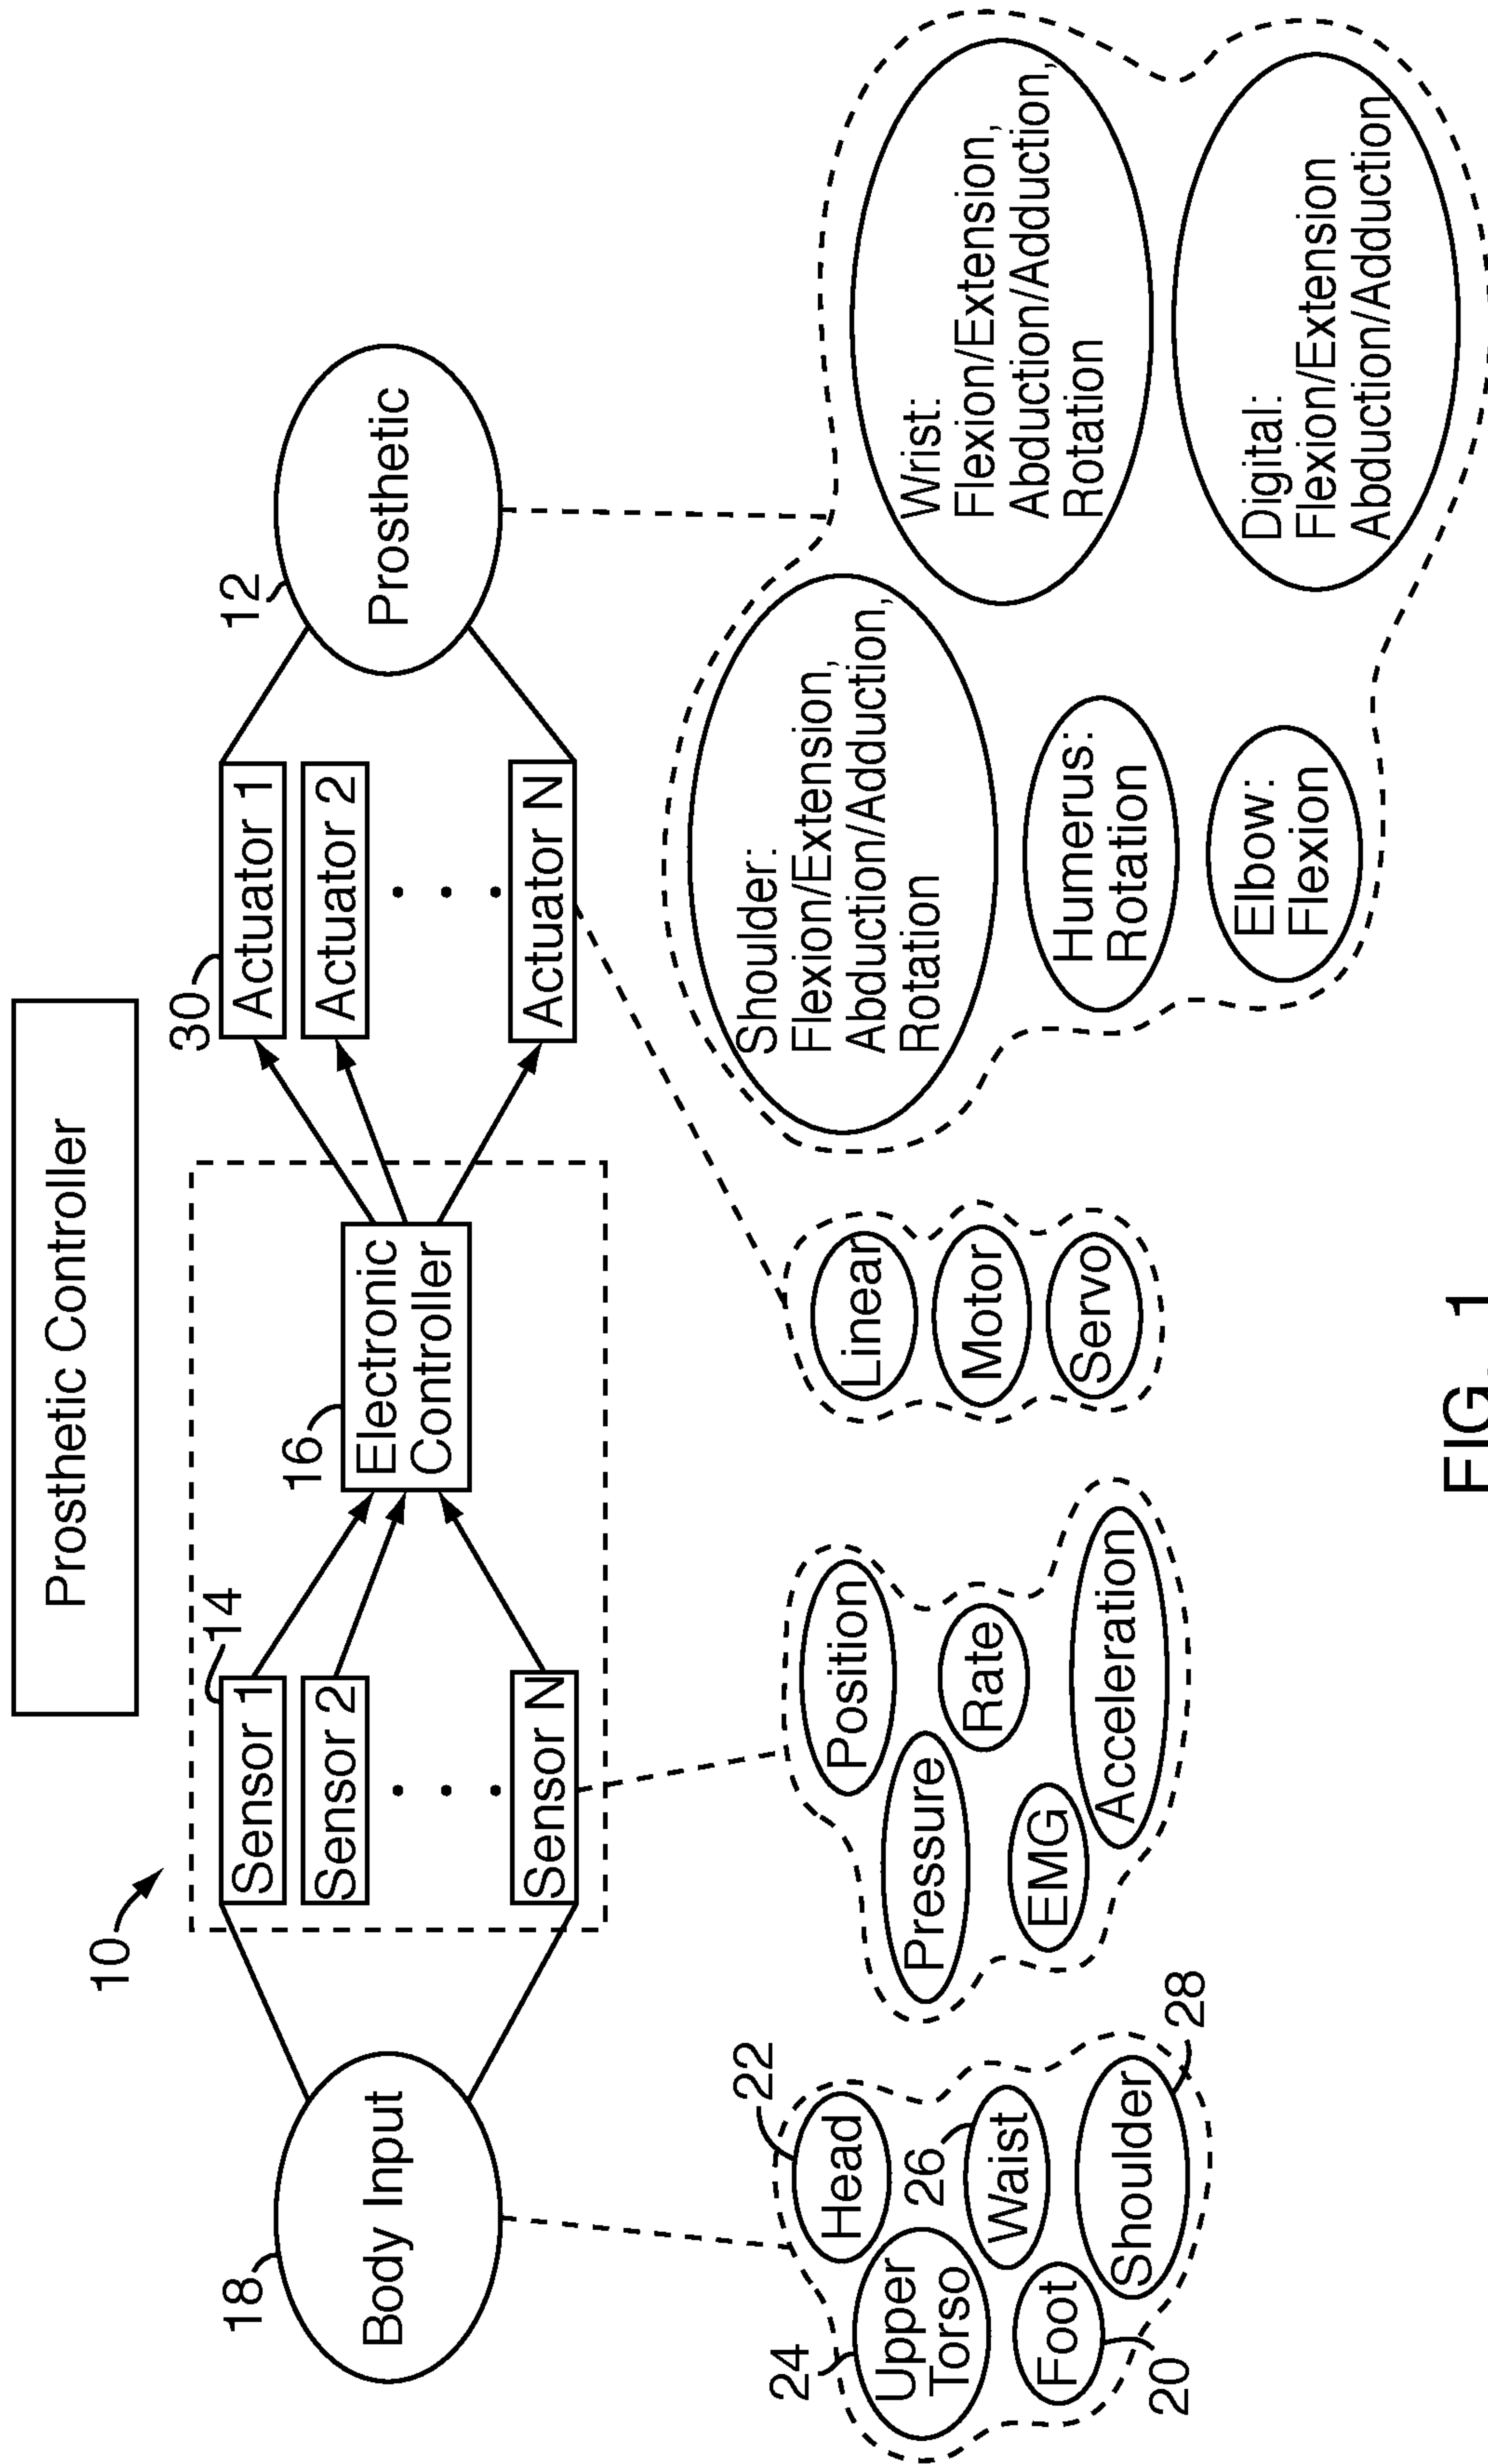 Prosthetic Controller
10
18
Body Input
14
Sensor 1
Sensor 2
Sensor N
16
Electronic
Controller
30
Actuator 1
Actuator 2
Actuator N
12
Prosthetic
24
Upper
Torso
22
Head
26
Waist
Foot
20
Shoulder
28
Position
Pressure
Rate
EMG
Acceleration
Linear
Motor
Servo
Shoulder:
Flexion/Extension,
Abduction/Adduction,
Rotation
Humerus:
Rotation
Elbow:
Flexion
Wrist:
Flexion/Extension,
Abduction/Adduction,
Rotation
Digital:
Flexion/Extension
Abduction/Adduction
FIG. 1